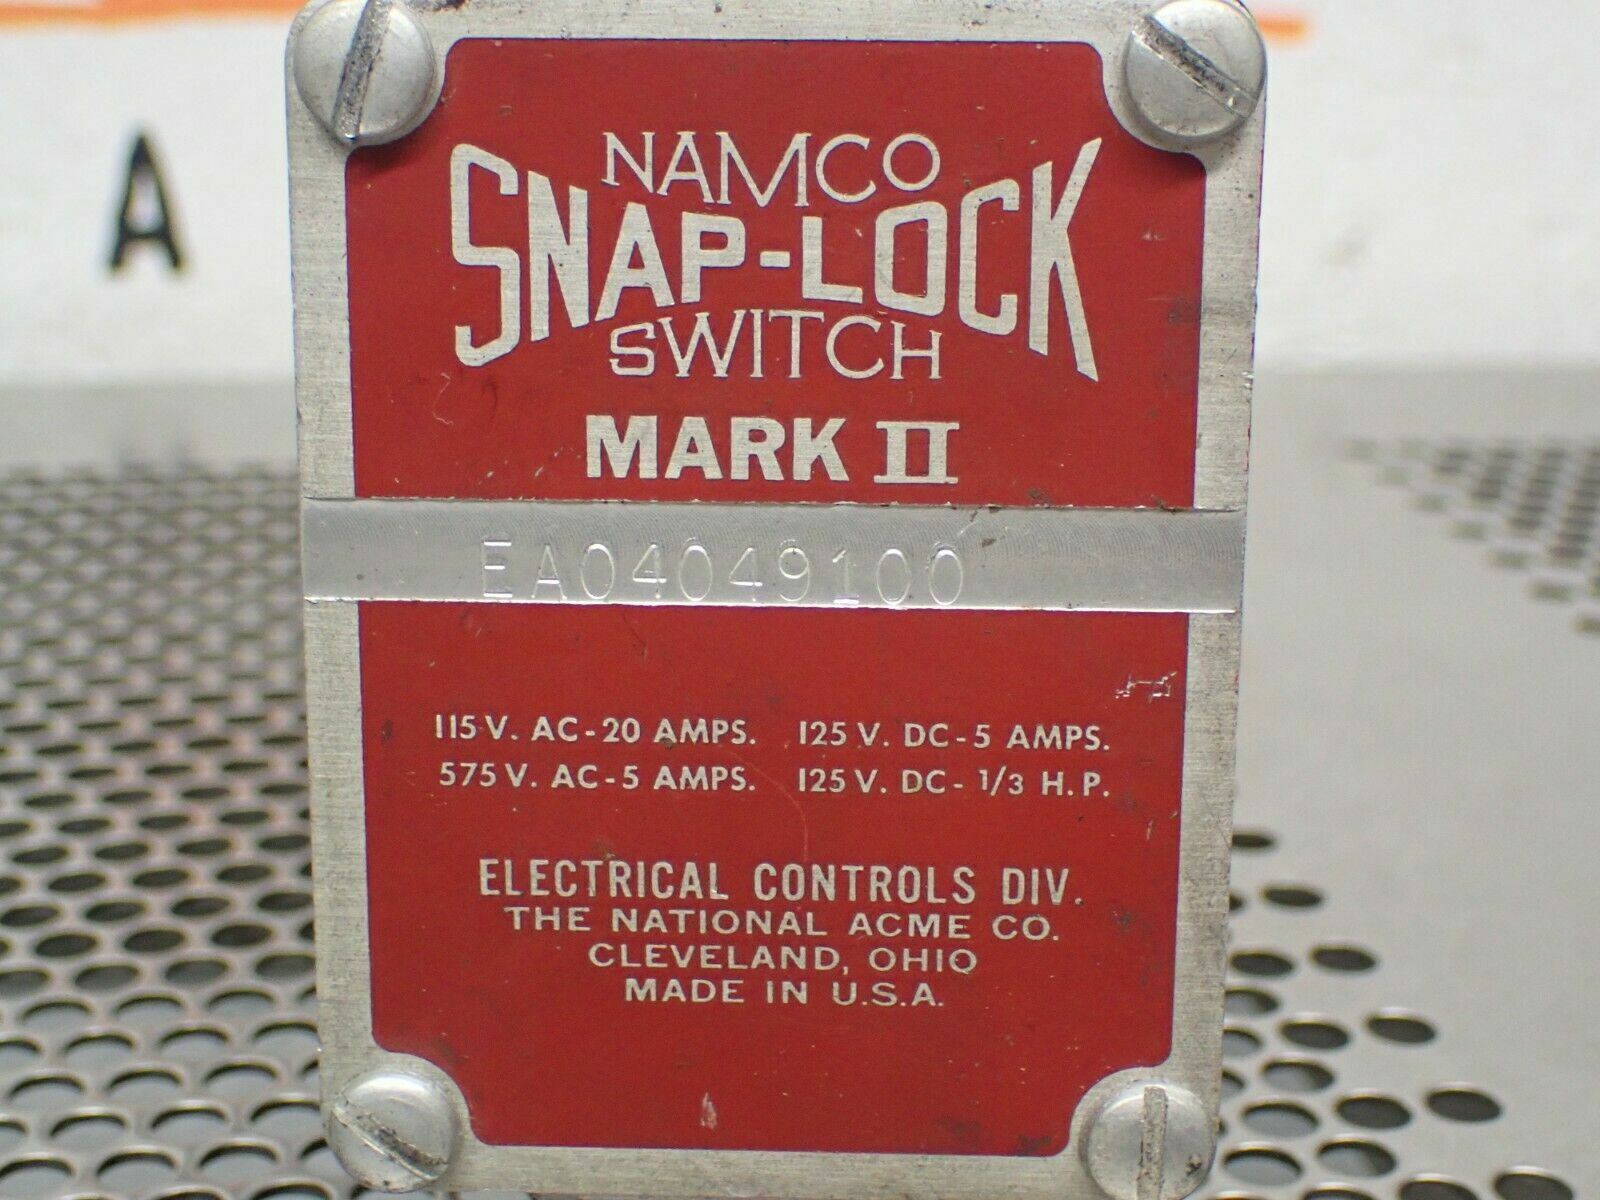 A
NAMCO
SNAP-LOCK
SWITCH
MARK II
EA04049100
115 V. AC-20 AMPS. 125 V. DC-5 AMPS.
575 V. AC-5 AMPS. 125 V. DC-1/3 H.P.
ELECTRICAL CONTROLS DIV.
THE NATIONAL ACME CO.
CLEVELAND, OHIO
MADE IN U.S.A.